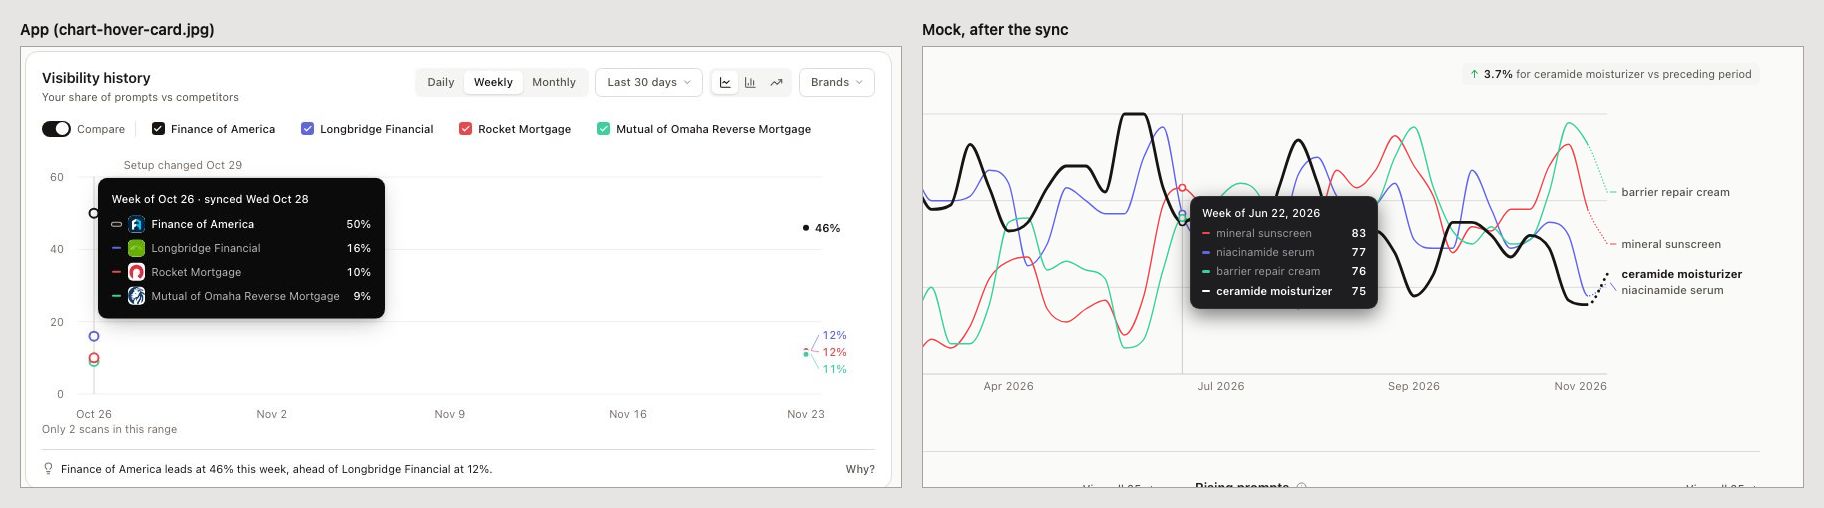 App (chart-hover-card.jpg)
Visibility history
Your share of prompts vs competitors
Daily Weekly Monthly Last 30 days Brands
Compare Finance of America Longbridge Financial Rocket Mortgage Mutual of Omaha Reverse Mortgage
Setup changed Oct 29
60
40
20
0
Week of Oct 26 · synced Wed Oct 28
Finance of America 50%
Longbridge Financial 16%
Rocket Mortgage 10%
Mutual of Omaha Reverse Mortgage 9%
46%
12%
12%
11%
Oct 26 Nov 2 Nov 9 Nov 16 Nov 23
Only 2 scans in this range
Finance of America leads at 46% this week, ahead of Longbridge Financial at 12%. Why?
Mock, after the sync
↑ 3.7% for ceramide moisturizer vs preceding period
Week of Jun 22, 2026
mineral sunscreen 83
niacinamide serum 77
barrier repair cream 76
ceramide moisturizer 75
barrier repair cream
mineral sunscreen
ceramide moisturizer
niacinamide serum
Apr 2026 Jul 2026 Sep 2026 Nov 2026
Rising prompts